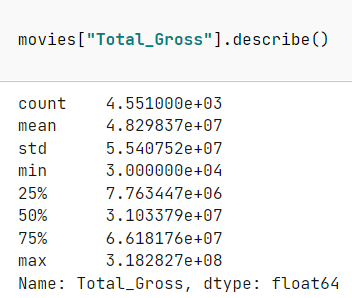 movies["Total_Gross"].describe()
count    4.551000e+03
mean     4.829837e+07
std      5.540752e+07
min      3.000000e+04
25%      7.763447e+06
50%      3.103379e+07
75%      6.618176e+07
max      3.182827e+08
Name: Total_Gross, dtype: float64